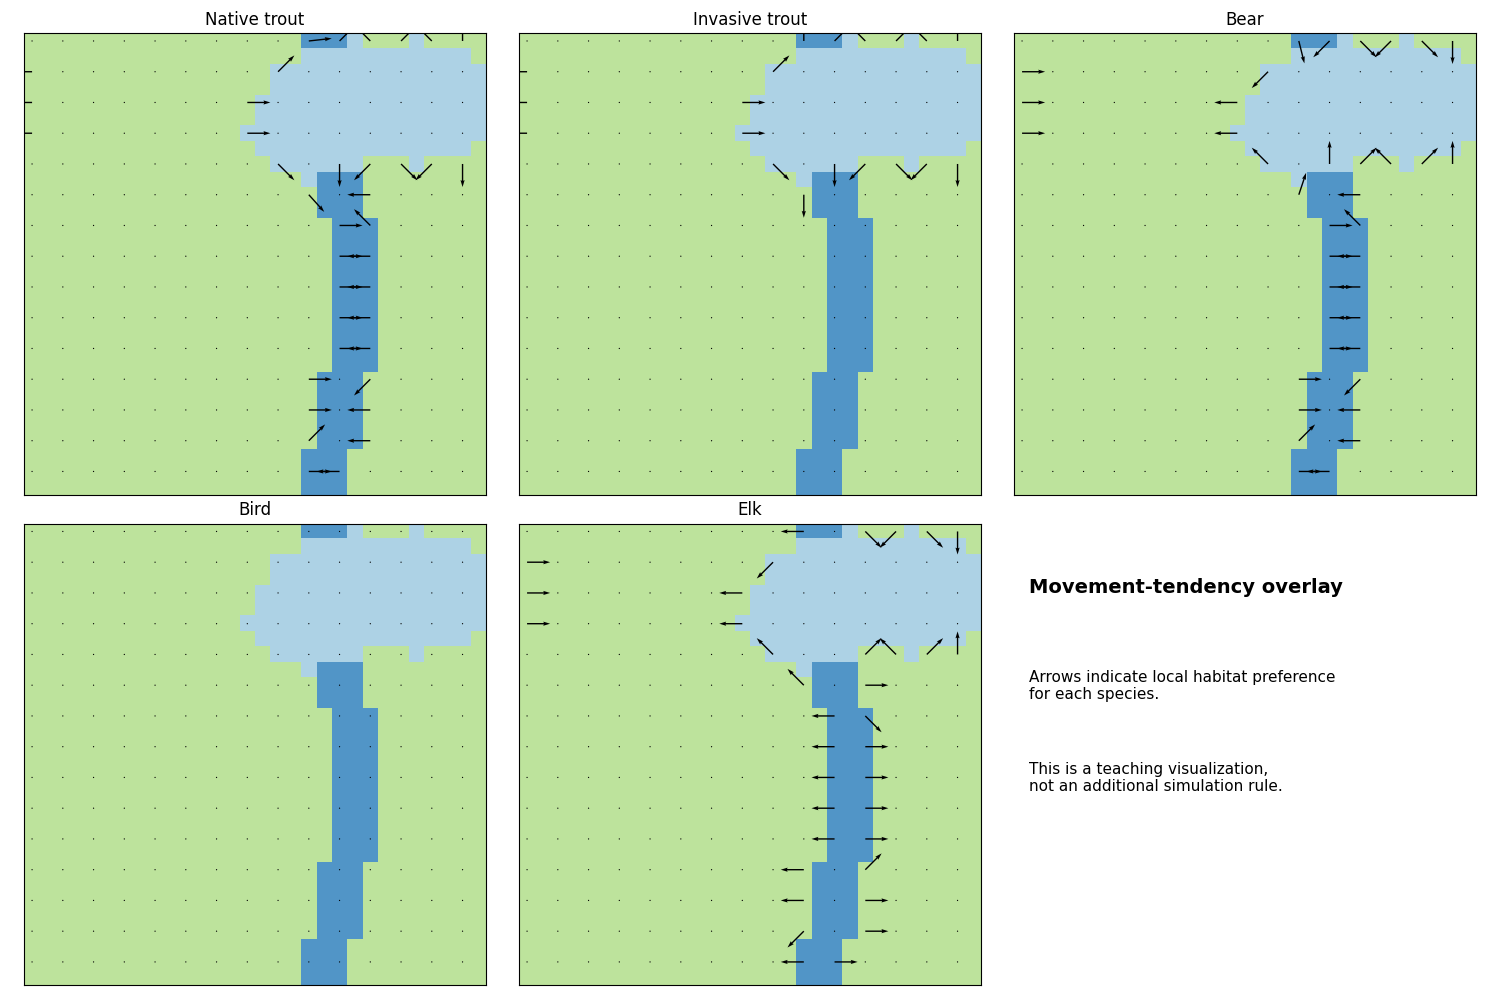 Native trout
Invasive trout
Bear
Bird
Elk
Movement-tendency overlay
Arrows indicate local habitat preference
for each species.
This is a teaching visualization,
not an additional simulation rule.